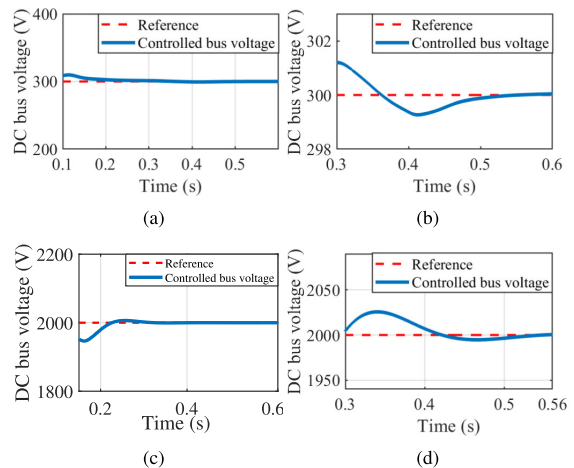 400
300
200
DC bus voltage (V)
Reference
Controlled bus voltage
0.1 0.2 0.3 0.4 0.5
Time (s)
(a)
302
300
298
DC bus voltage (V)
Reference
Controlled bus voltage
0.3 0.4 0.5 0.6
Time (s)
(b)
2200
2000
1800
DC bus voltage (V)
Reference
Controlled bus voltage
0.2 0.3 0.4 0.5 0.6
Time (s)
(c)
2050
2000
1950
DC bus voltage (V)
Reference
Controlled bus voltage
0.3 0.4 0.5 0.56
Time (s)
(d)